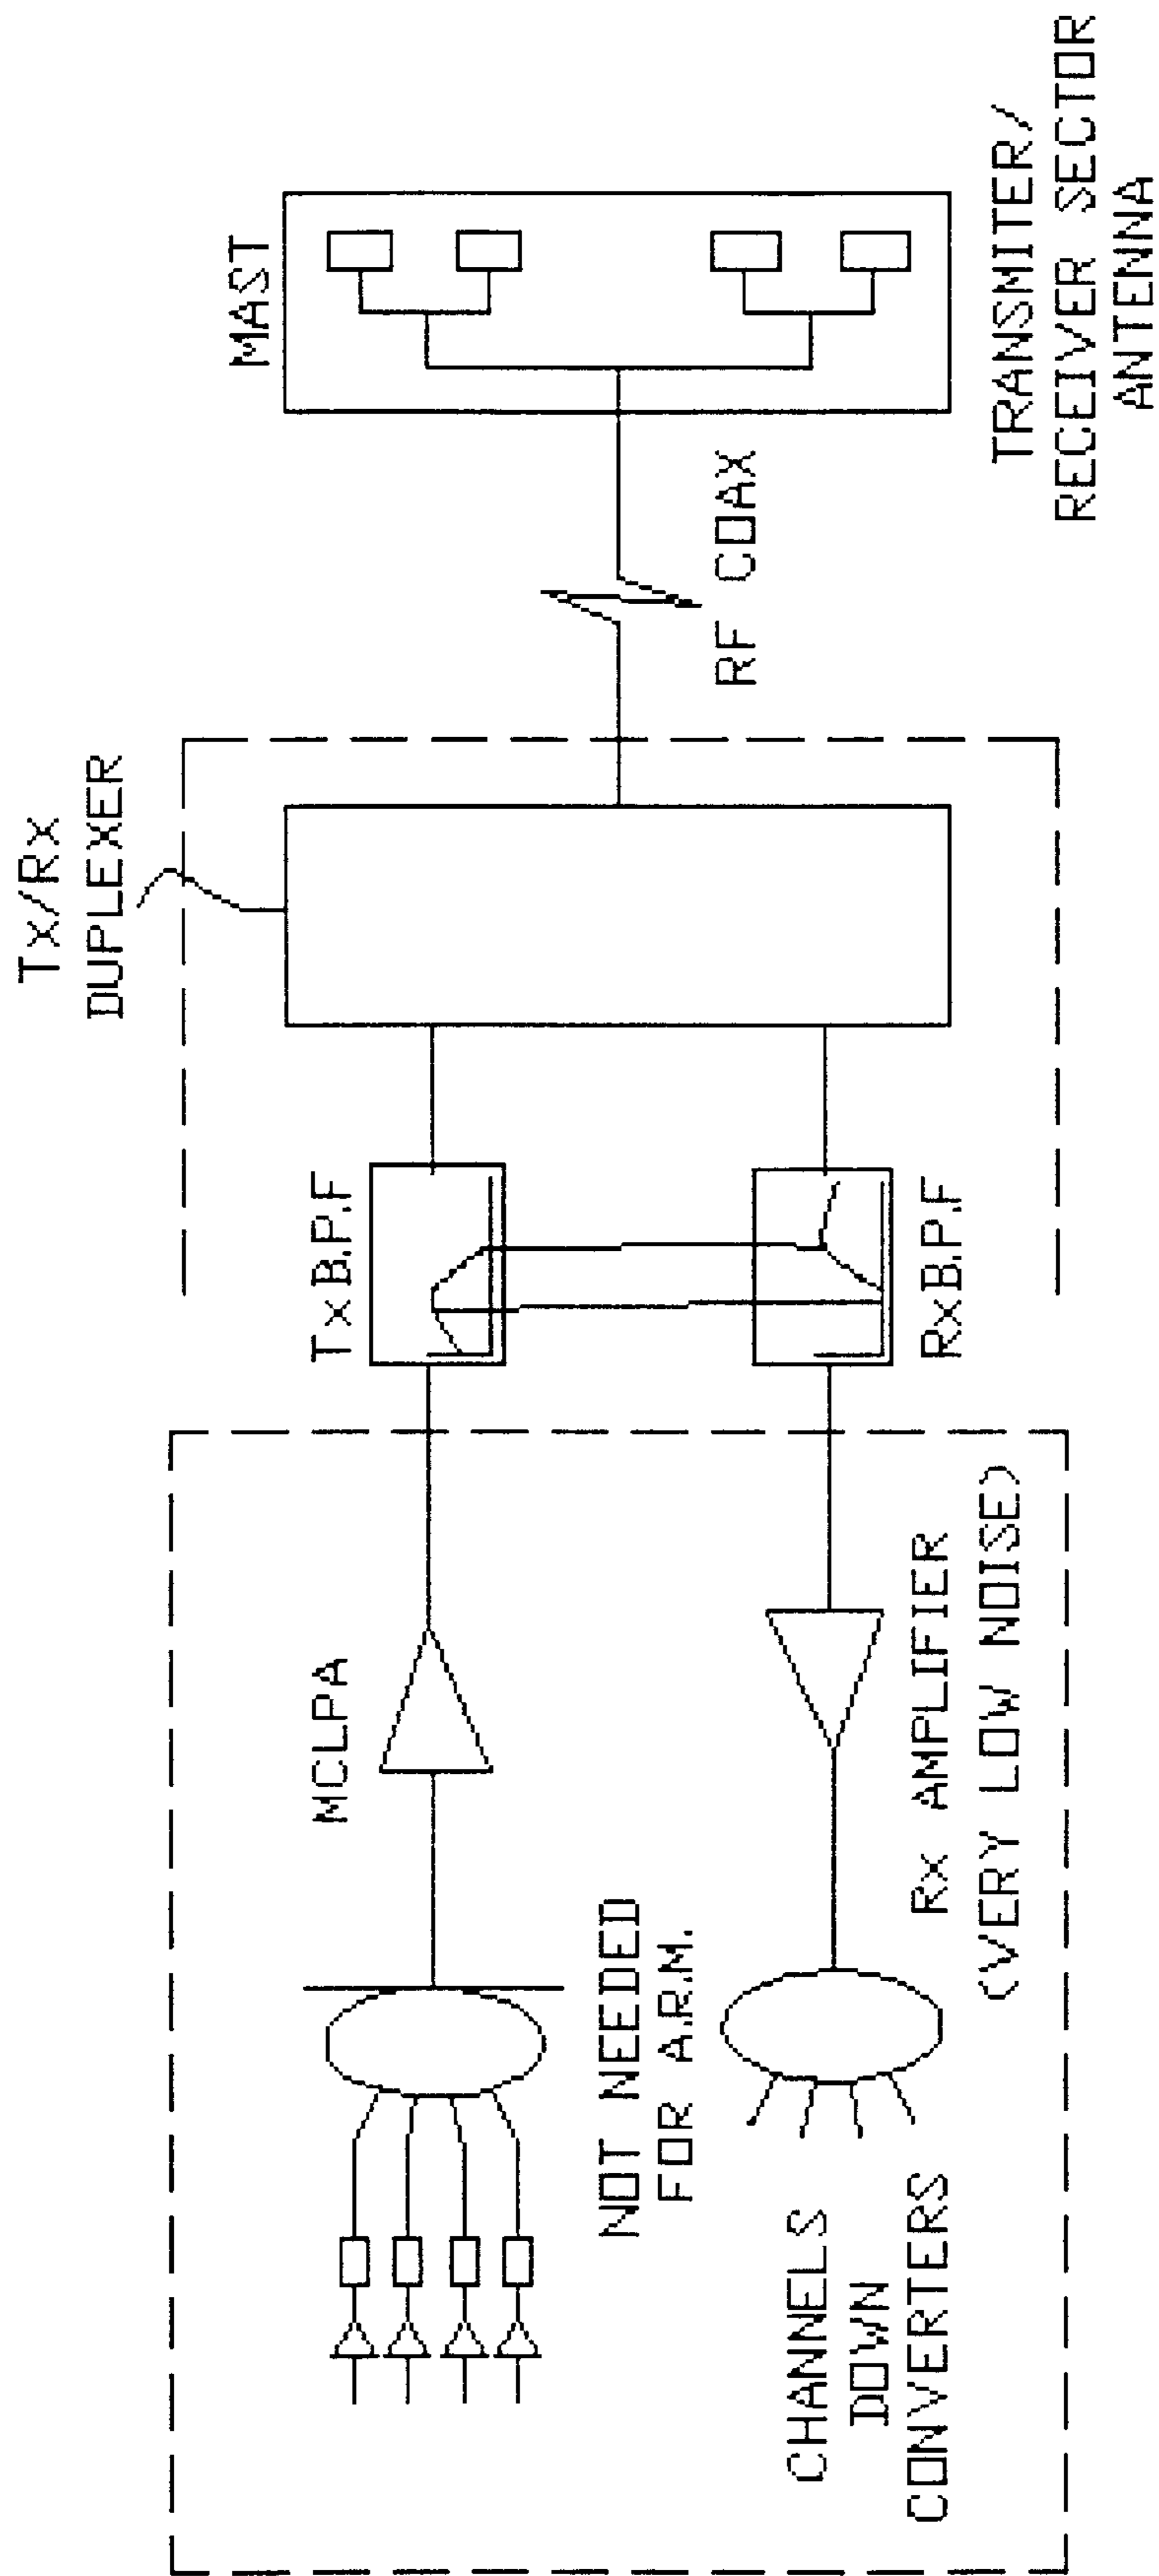 Tx/Rx
DUPLEXER
MAST
TxB.P.F
MCLPA
RF COAX
NOT NEEDED
FOR A.R.M.
TRANSMITER/
RECEIVER SECTOR
ANTENNA
RxB.P.F
Rx AMPLIFIER
(VERY LOW NOISE)
CHANNELS
DOWN
CONVERTERS